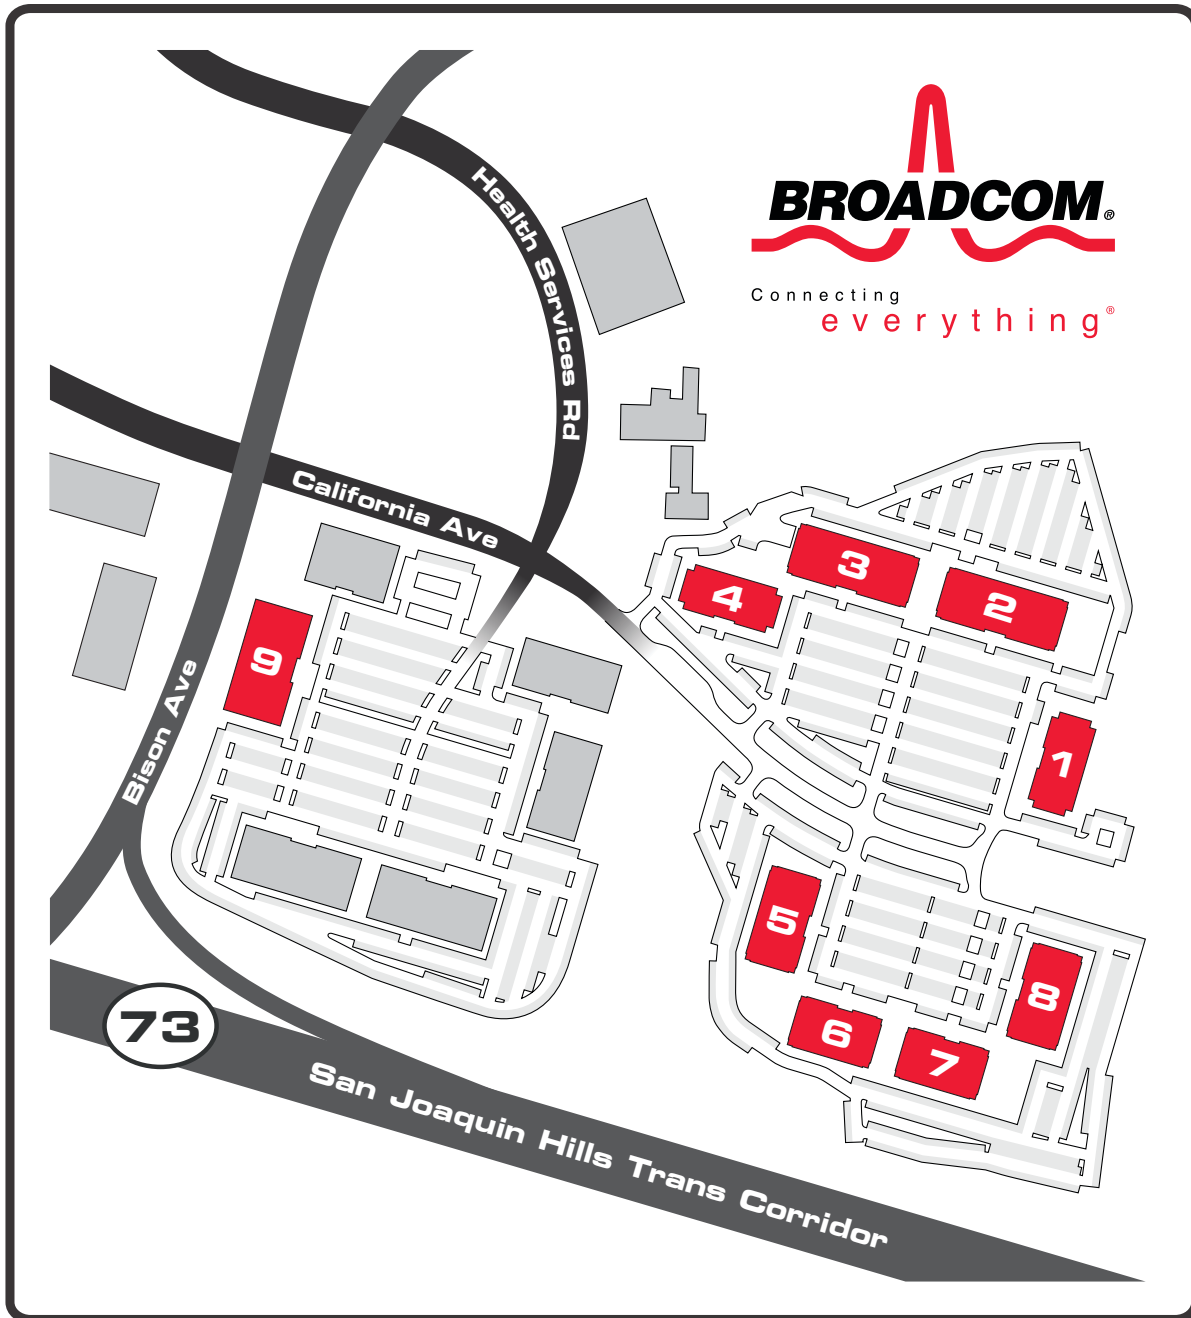 BROADCOM®
Connecting
everything®
Health Services Rd
California Ave
3
4
2
9
Bison Ave
1
5
8
6
7
73
San Joaquin Hills Trans Corridor